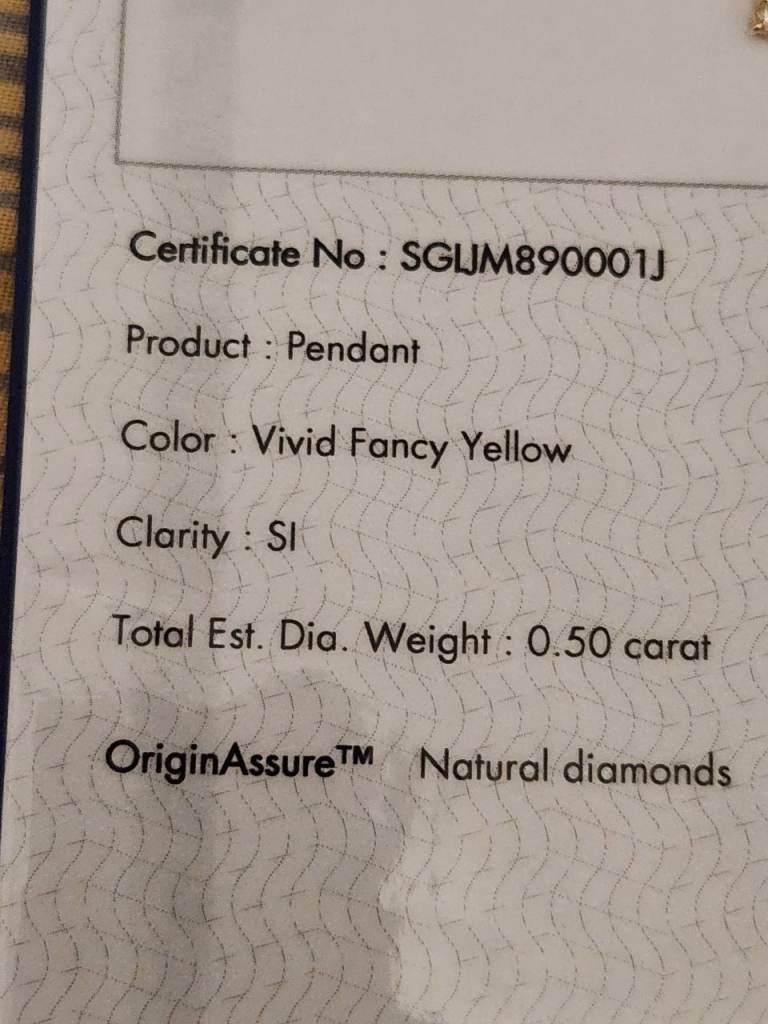 Certificate No : SGLJM890001J
Product : Pendant
Color : Vivid Fancy Yellow
Clarity : SI
Total Est. Dia. Weight : 0.50 carat
OriginAssure™ Natural diamonds